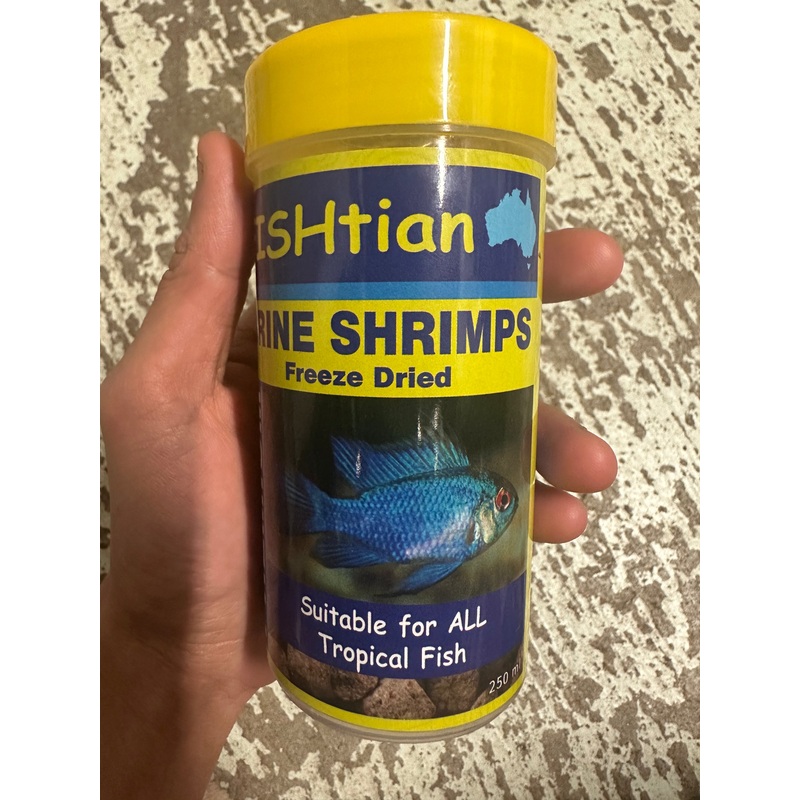 ISHtian
RINE SHRIMPS
Freeze Dried
Suitable for ALL
Tropical Fish
250 ml